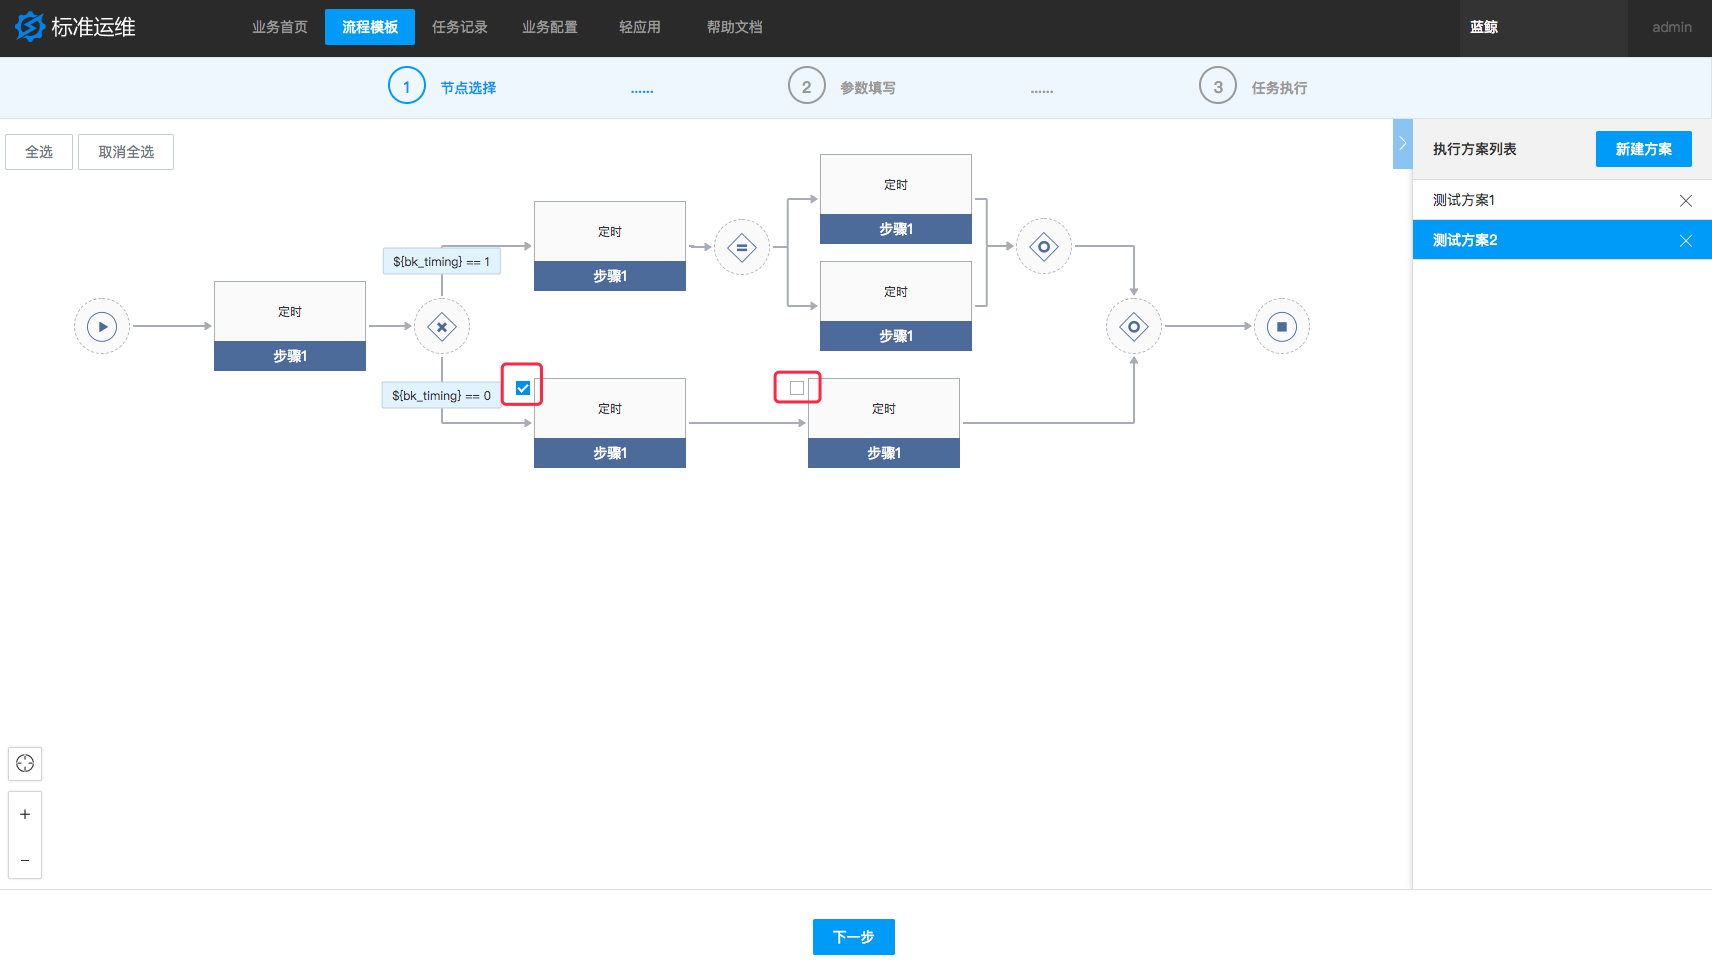 标准运维
业务首页
流程模板
任务记录
业务配置
轻应用
帮助文档
蓝鲸
admin
1 节点选择
......
2 参数填写
......
3 任务执行
全选
取消全选
执行方案列表
新建方案
测试方案1
测试方案2
定时
步骤1
定时
步骤1
定时
步骤1
${bk_timing} == 1
定时
步骤1
${bk_timing} == 0
定时
步骤1
定时
步骤1
+
−
下一步